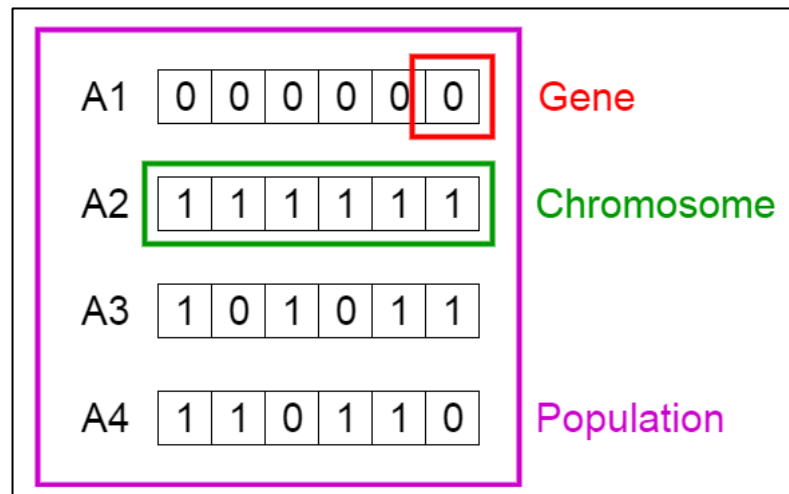 A1 0 0 0 0 0 0 Gene
A2 1 1 1 1 1 1 Chromosome
A3 1 0 1 0 1 1
A4 1 1 0 1 1 0 Population